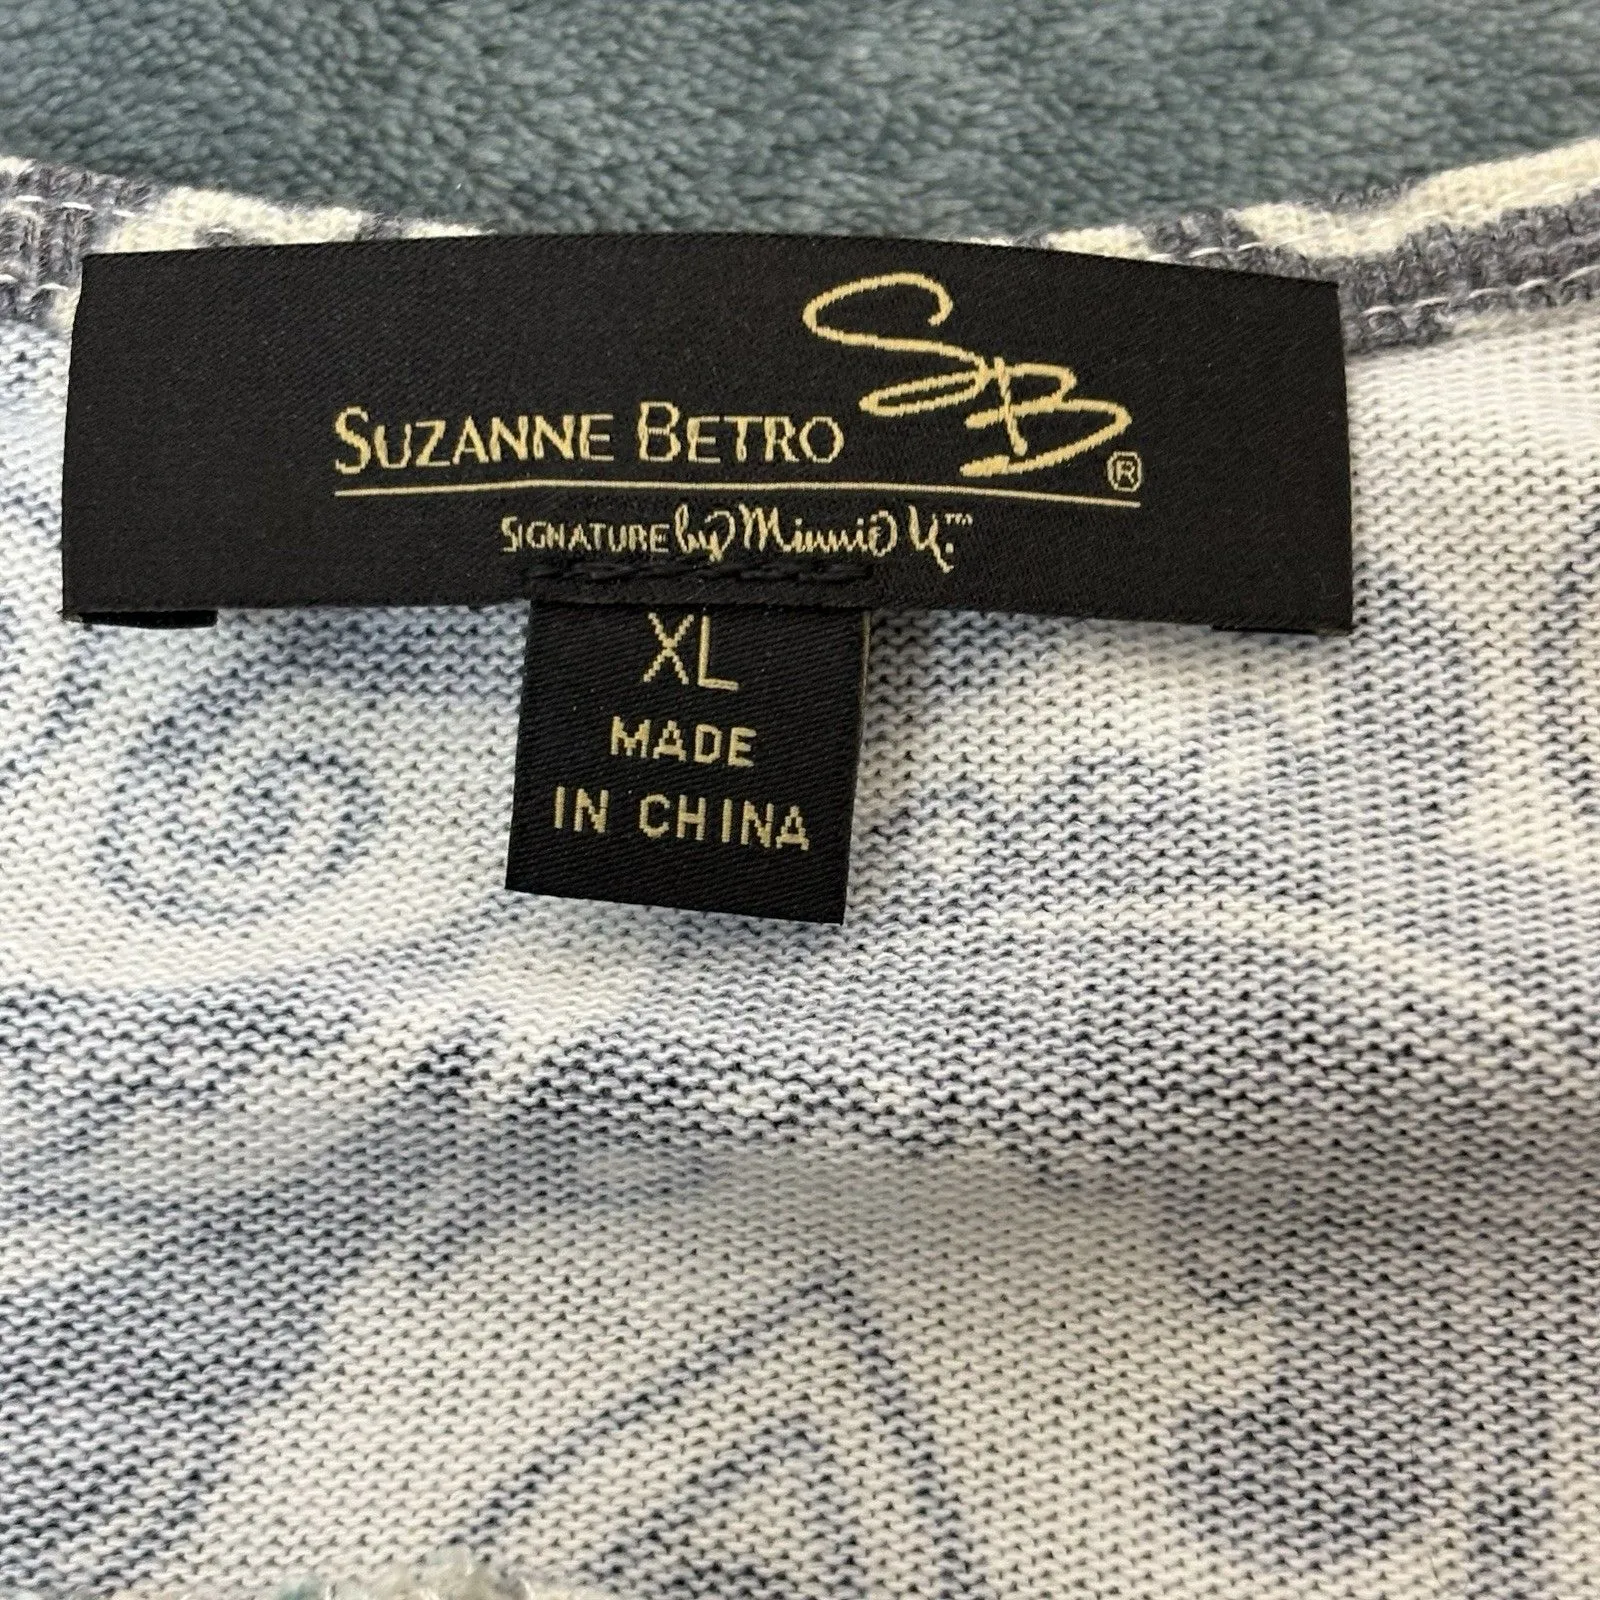 SB®
SUZANNE BETRO
SIGNATURE by Minnie Y.™
XL
MADE
IN CHINA